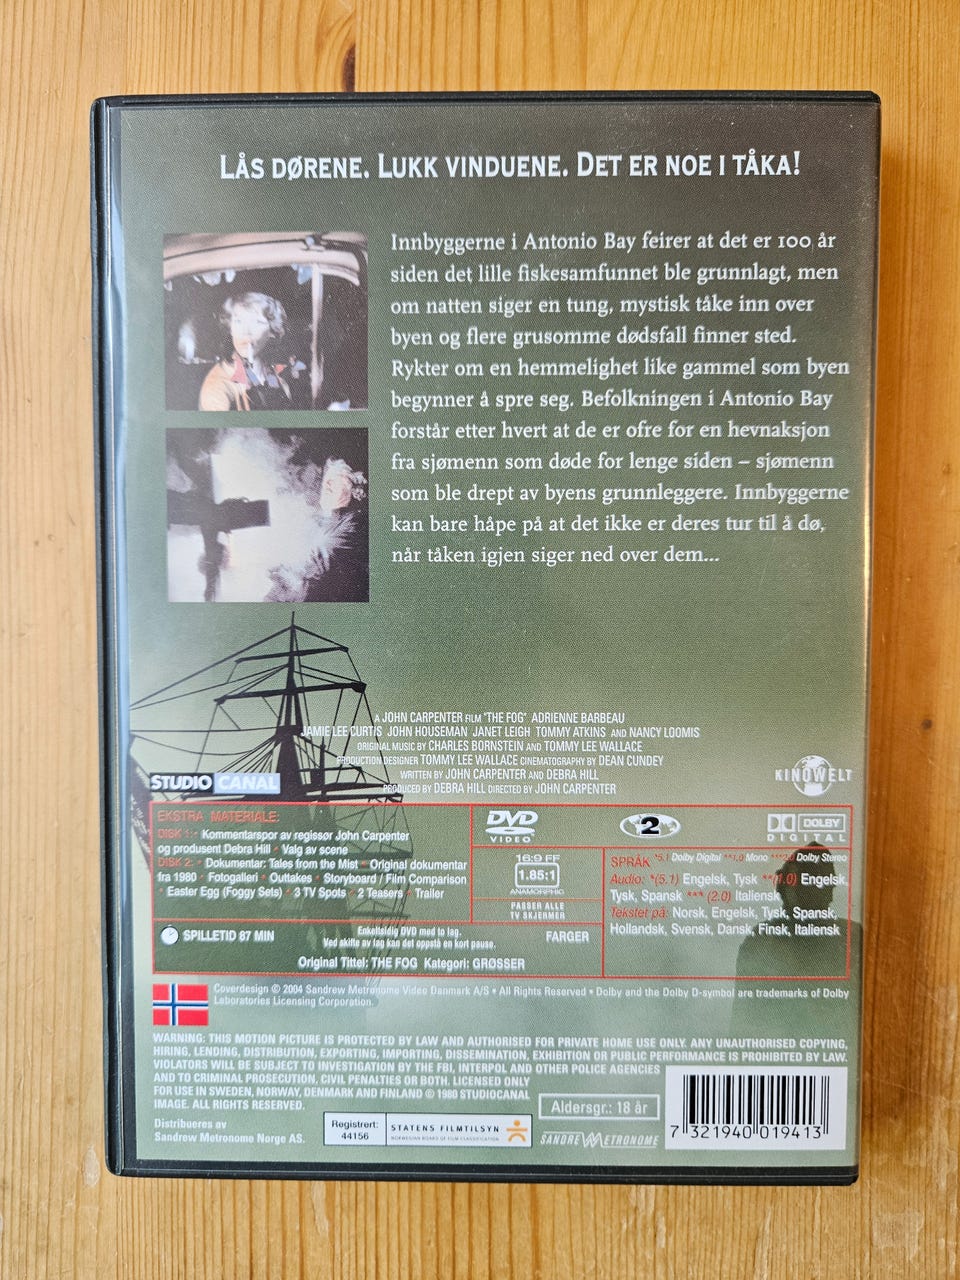 LÅS DØRENE. LUKK VINDUENE. DET ER NOE I TÅKA!
Innbyggerne i Antonio Bay feirer at det er 100 år
siden det lille fiskesamfunnet ble grunnlagt, men
om natten siger en tung, mystisk tåke inn over
byen og flere grusomme dødsfall finner sted.
Rykter om en hemmelighet like gammel som byen
begynner å spre seg. Befolkningen i Antonio Bay
forstår etter hvert at de er ofre for en hevnaksjon
fra sjømenn som døde for lenge siden – sjømenn
som ble drept av byens grunnleggere. Innbyggerne
kan bare håpe på at det ikke er deres tur til å dø,
når tåken igjen siger ned over dem...
A JOHN CARPENTER FILM "THE FOG" ADRIENNE BARBEAU
JAMIE LEE CURTIS JOHN HOUSEMAN JANET LEIGH TOMMY ATKINS AND NANCY LOOMIS
ORIGINAL MUSIC BY CHARLES BORNSTEIN AND TOMMY LEE WALLACE
PRODUCTION DESIGNER TOMMY LEE WALLACE CINEMATOGRAPHY BY DEAN CUNDEY
WRITTEN BY JOHN CARPENTER AND DEBRA HILL
PRODUCED BY DEBRA HILL DIRECTED BY JOHN CARPENTER
STUDIO CANAL
KINOWELT
EKSTRA MATERIALE:
DISK 1: • Kommentarspor av regissør John Carpenter
og produsent Debra Hill • Valg av scene
DISK 2: • Dokumentar: Tales from the Mist • Original dokumentar
fra 1980 • Fotogalleri • Outtakes • Storyboard / Film Comparison
• Easter Egg (Foggy Sets) • 3 TV Spots • 2 Teasers • Trailer
DVD
VIDEO
2
DOLBY
DIGITAL
16:9 FF
1.85:1
ANAMORPHIC
PASSER ALLE
TV SKJERMER
SPRÅK *5.1 Dolby Digital **1.0 Mono ***2.0 Dolby Stereo
Audio: *(5.1) Engelsk, Tysk **(1.0) Engelsk,
Tysk, Spansk *** (2.0) Italiensk
Tekstet på: Norsk, Engelsk, Tysk, Spansk,
Hollandsk, Svensk, Dansk, Finsk, Italiensk
SPILLETID 87 MIN
Enkeltsidig DVD med to lag.
Ved skifte av lag kan det oppstå en kort pause.
FARGER
Original Tittel: THE FOG Kategori: GRØSSER
Coverdesign © 2004 Sandrew Metronome Video Danmark A/S • All Rights Reserved • Dolby and the Dolby D-symbol are trademarks of Dolby
Laboratories Licensing Corporation.
WARNING: THIS MOTION PICTURE IS PROTECTED BY LAW AND AUTHORISED FOR PRIVATE HOME USE ONLY. ANY UNAUTHORISED COPYING,
HIRING, LENDING, DISTRIBUTION, EXPORTING, IMPORTING, DISSEMINATION, EXHIBITION OR PUBLIC PERFORMANCE IS PROHIBITED BY LAW.
VIOLATORS WILL BE SUBJECT TO INVESTIGATION BY THE FBI, INTERPOL AND OTHER POLICE AGENCIES
AND TO CRIMINAL PROSECUTION, CIVIL PENALTIES OR BOTH. LICENSED ONLY
FOR USE IN SWEDEN, NORWAY, DENMARK AND FINLAND © 1980 STUDIOCANAL
IMAGE. ALL RIGHTS RESERVED.
Distribueres av
Sandrew Metronome Norge AS.
Registrert:
44156
STATENS FILMTILSYN
NORWEGIAN BOARD OF FILM CLASSIFICATION
Aldersgr.: 18 år
SANDREW METRONOME
7 321940 019413